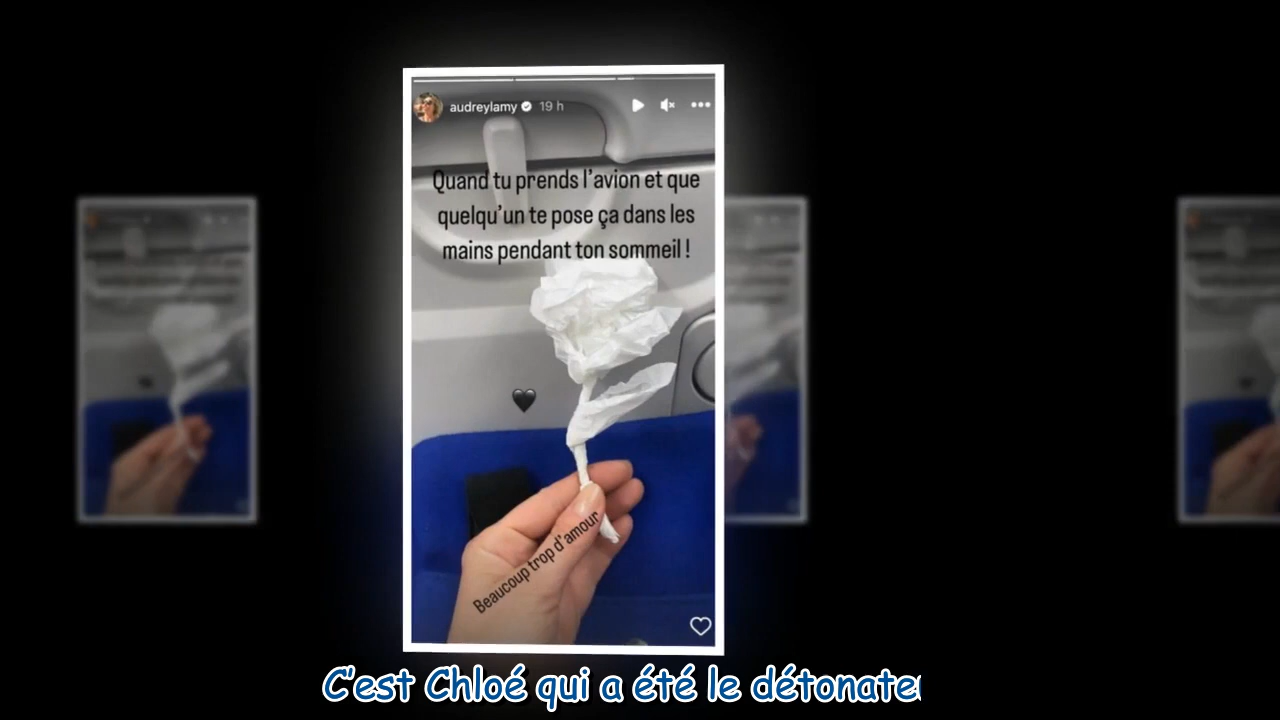 audreylamy 19 h
Quand tu prends l'avion et que
quelqu'un te pose ça dans les
mains pendant ton sommeil !
Beaucoup trop d'amour
C'est Chloé qui a été le